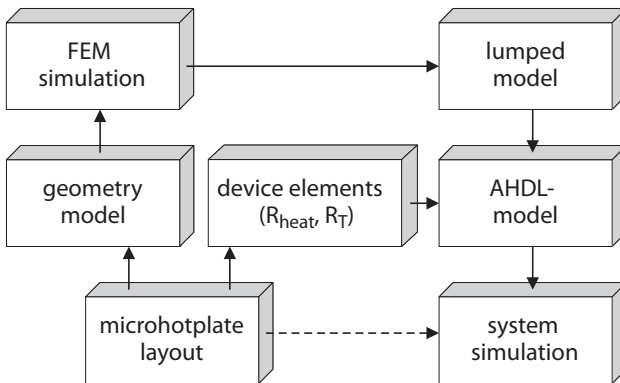 FEM
simulation
lumped
model
geometry
model
device elements
(R_heat, R_T)
AHDL-
model
microhotplate
layout
system
simulation